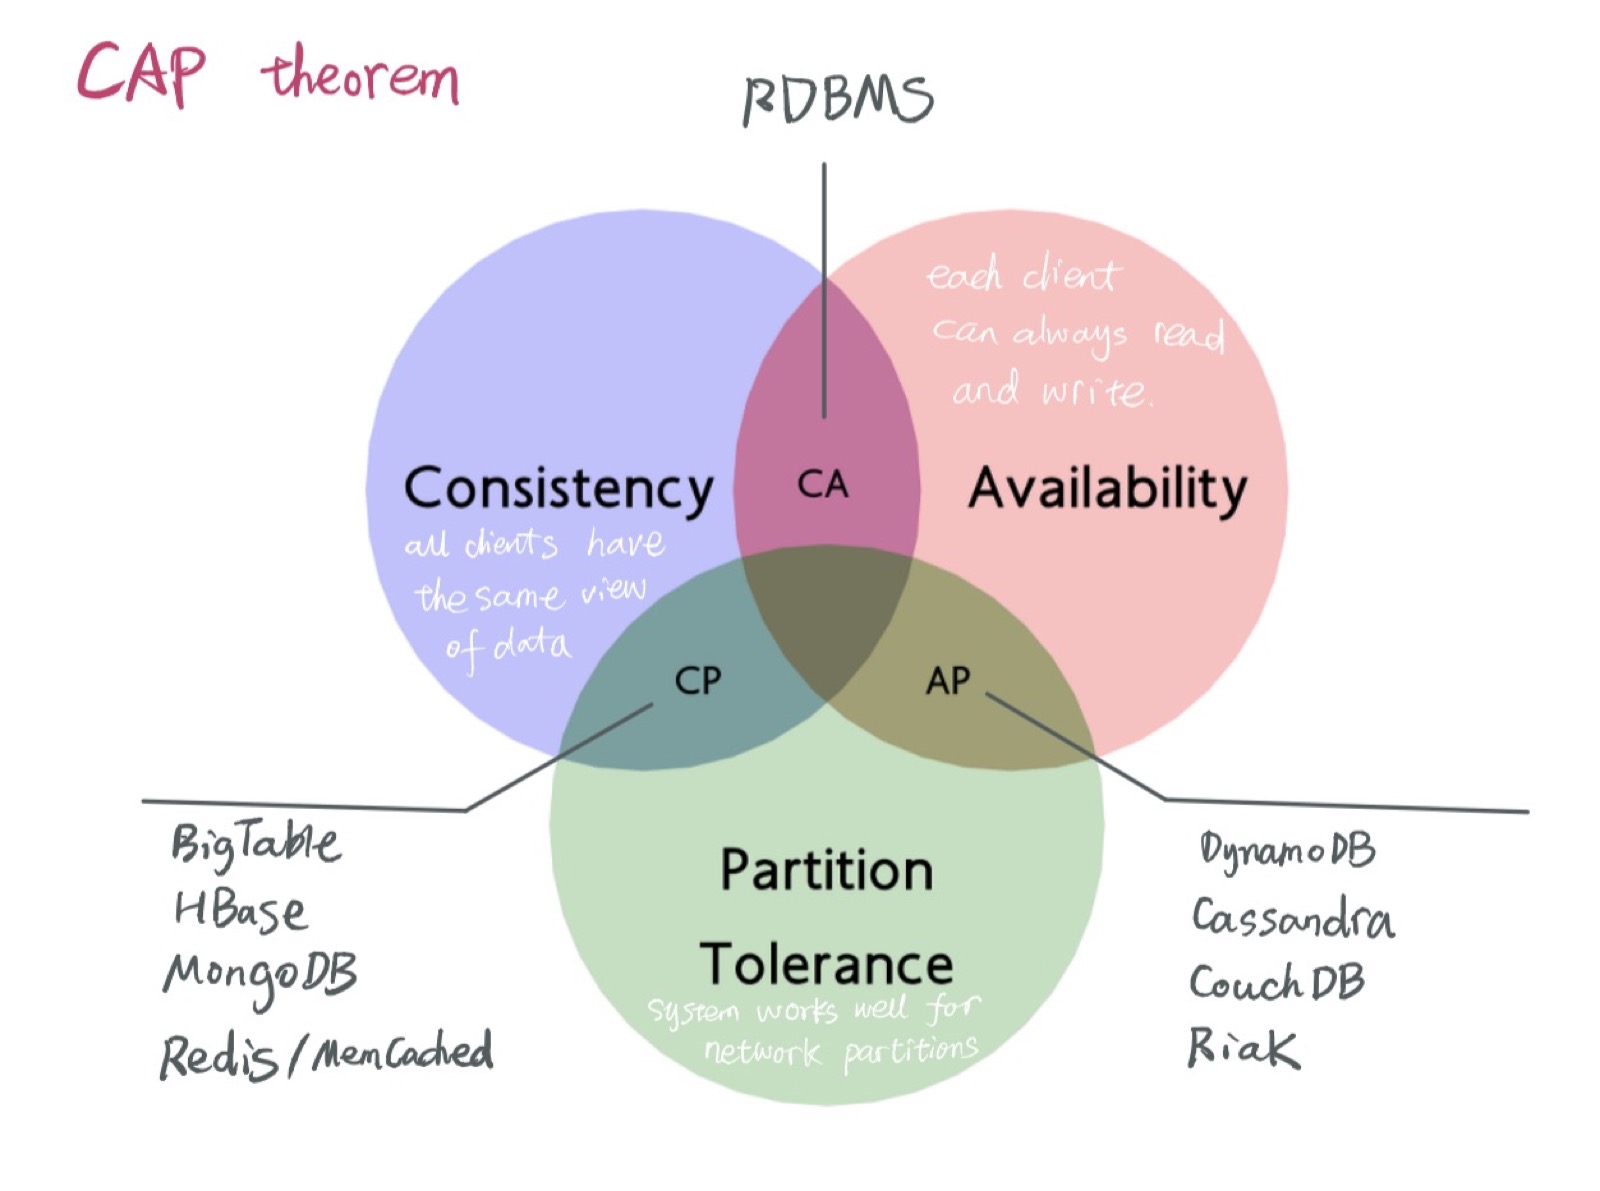 CAP theorem
RDBMS
each client
can always read
and write.
Consistency
CA
Availability
all clients have
the same view
of data
CP
AP
BigTable
HBase
MongoDB
Redis/MemCached
Partition
Tolerance
system works well for
network partitions
DynamoDB
Cassandra
CouchDB
Riak